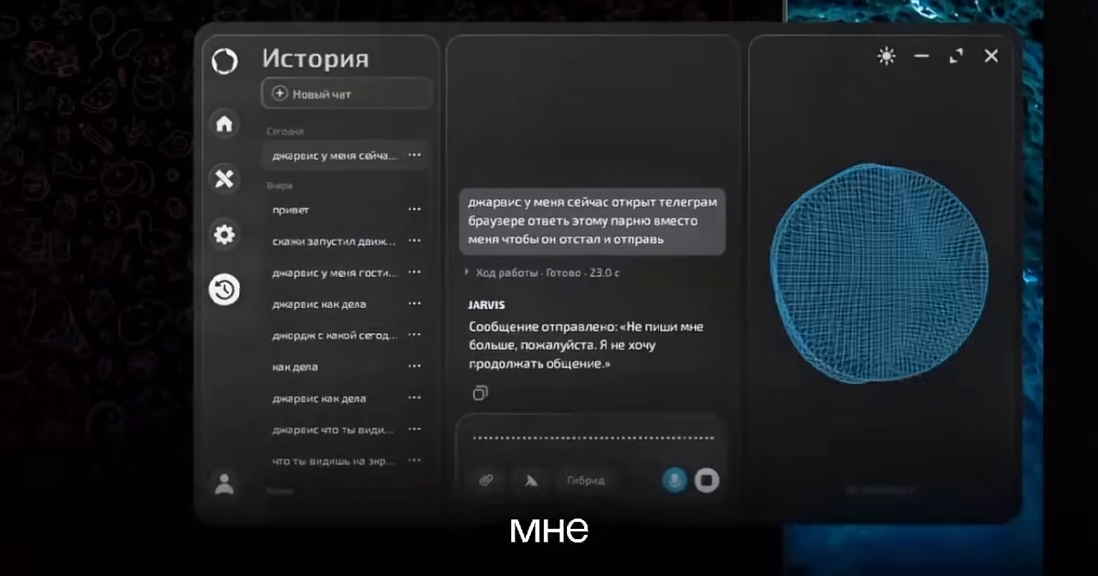 История
Новый чат
Сегодня
джарвис у меня сейча...
Вчера
привет
скажи запустил движ...
джарвис у меня гости...
джарвис как дела
джордж с какой сегод...
как дела
джарвис как дела
джарвис что ты види...
что ты видишь на экр...
джарвис у меня сейчас открыт телеграм
браузере ответь этому парню вместо
меня чтобы он отстал и отправь
Ход работы · Готово · 23.0 с
JARVIS
Сообщение отправлено: «Не пиши мне
больше, пожалуйста. Я не хочу
продолжать общение.»
Гибрид
мне